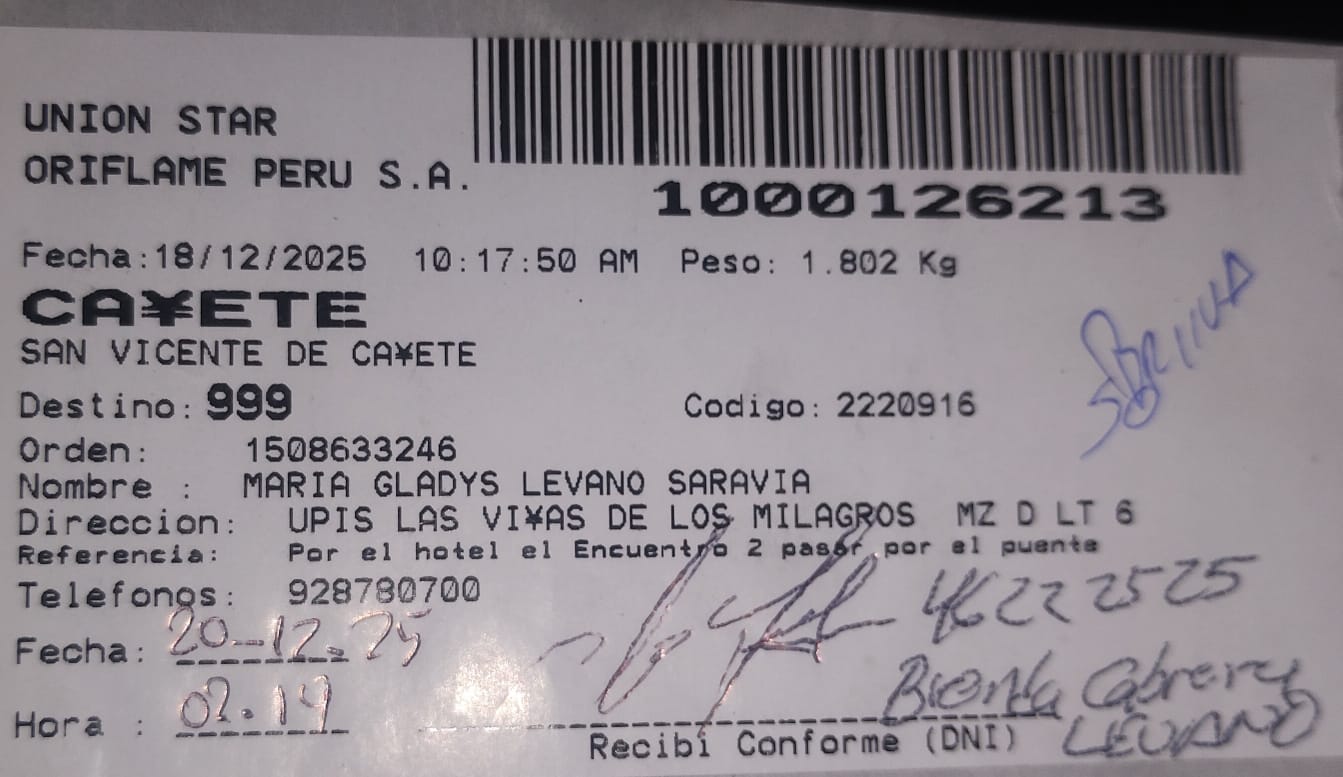 UNION STAR
ORIFLAME PERU S.A.
1000126213
Fecha:18/12/2025 10:17:50 AM Peso: 1.802 Kg
CA¥ETE
SAN VICENTE DE CA¥ETE
Destino: 999 Codigo: 2220916
Orden: 1508633246
Nombre : MARIA GLADYS LEVANO SARAVIA
Direccion: UPIS LAS VI¥AS DE LOS MILAGROS MZ D LT 6
Referencia: Por el hotel el Encuentro 2 pasar por el puente
Telefonos: 928780700
46222525
Fecha: 20-12.25
Cabrera
LEVANO
Hora : 02.19
Recibi Conforme (DNI)